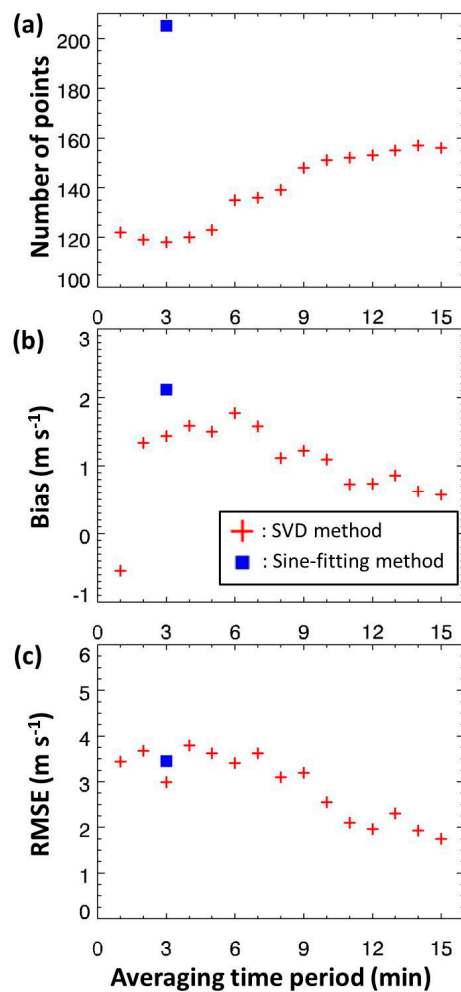 (a)
Number of points
200
180
160
140
120
100
0 3 6 9 12 15
(b)
Bias (m s⁻¹)
3
2
1
0
-1
+ : SVD method
■ : Sine-fitting method
0 3 6 9 12 15
(c)
RMSE (m s⁻¹)
6
5
4
3
2
1
0
0 3 6 9 12 15
Averaging time period (min)